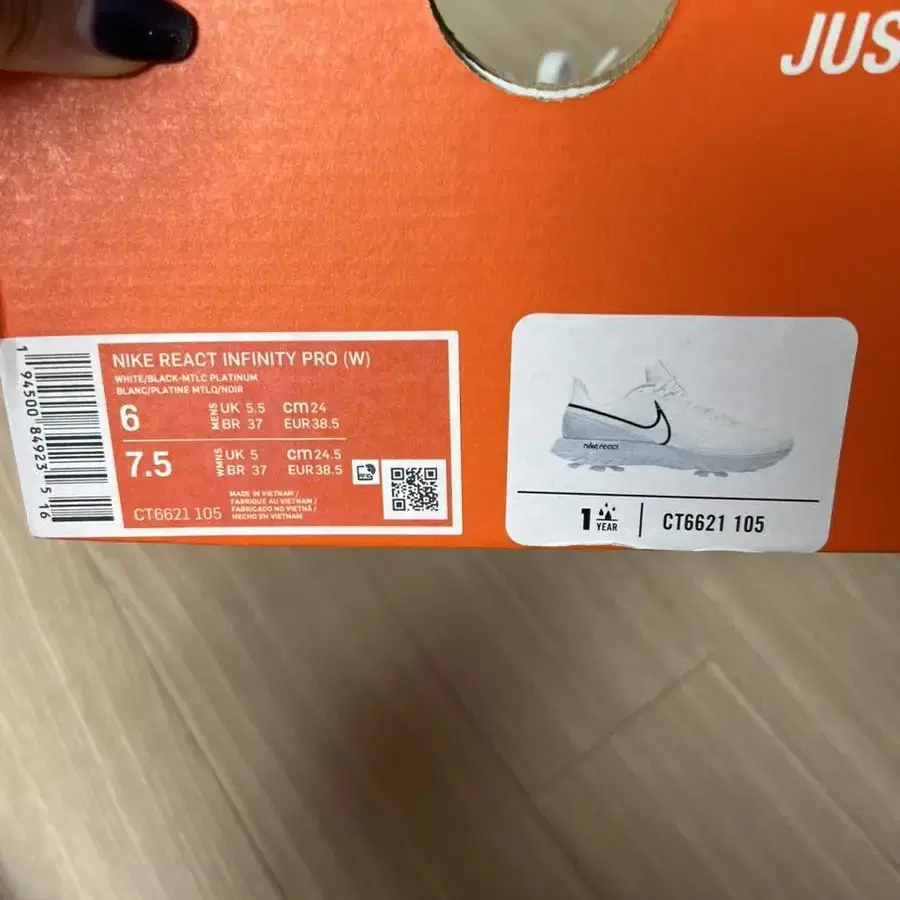 JUS
NIKE REACT INFINITY PRO (W)
WHITE/BLACK-MTLC PLATINUM
BLANC/PLATINE MTLQ/NOIR
6 MENS UK 5.5 cm 24
BR 37 EUR 38.5
7.5 WMNS UK 5 cm 24.5
BR 37 EUR 38.5
MADE IN VIETNAM /
FABRIQUE AU VIETNAM /
FABRICADO NO VIETNÃ /
HECHO EN VIETNAM
CT6621 105
1 94500 84923 5 16
nike react
1 YEAR CT6621 105